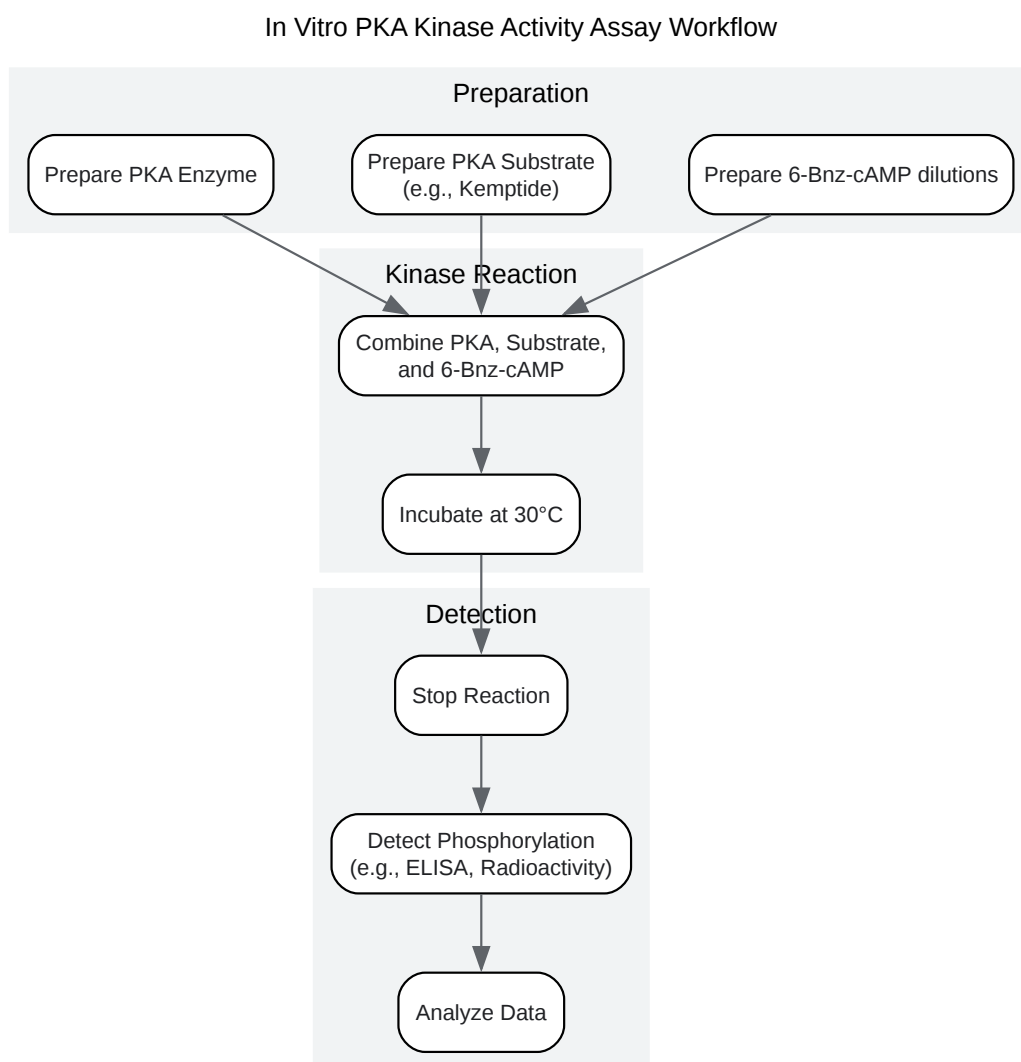 In Vitro PKA Kinase Activity Assay Workflow
Preparation
Prepare PKA Enzyme
Prepare PKA Substrate
(e.g., Kemptide)
Prepare 6-Bnz-cAMP dilutions
Kinase Reaction
Combine PKA, Substrate,
and 6-Bnz-cAMP
Incubate at 30°C
Detection
Stop Reaction
Detect Phosphorylation
(e.g., ELISA, Radioactivity)
Analyze Data